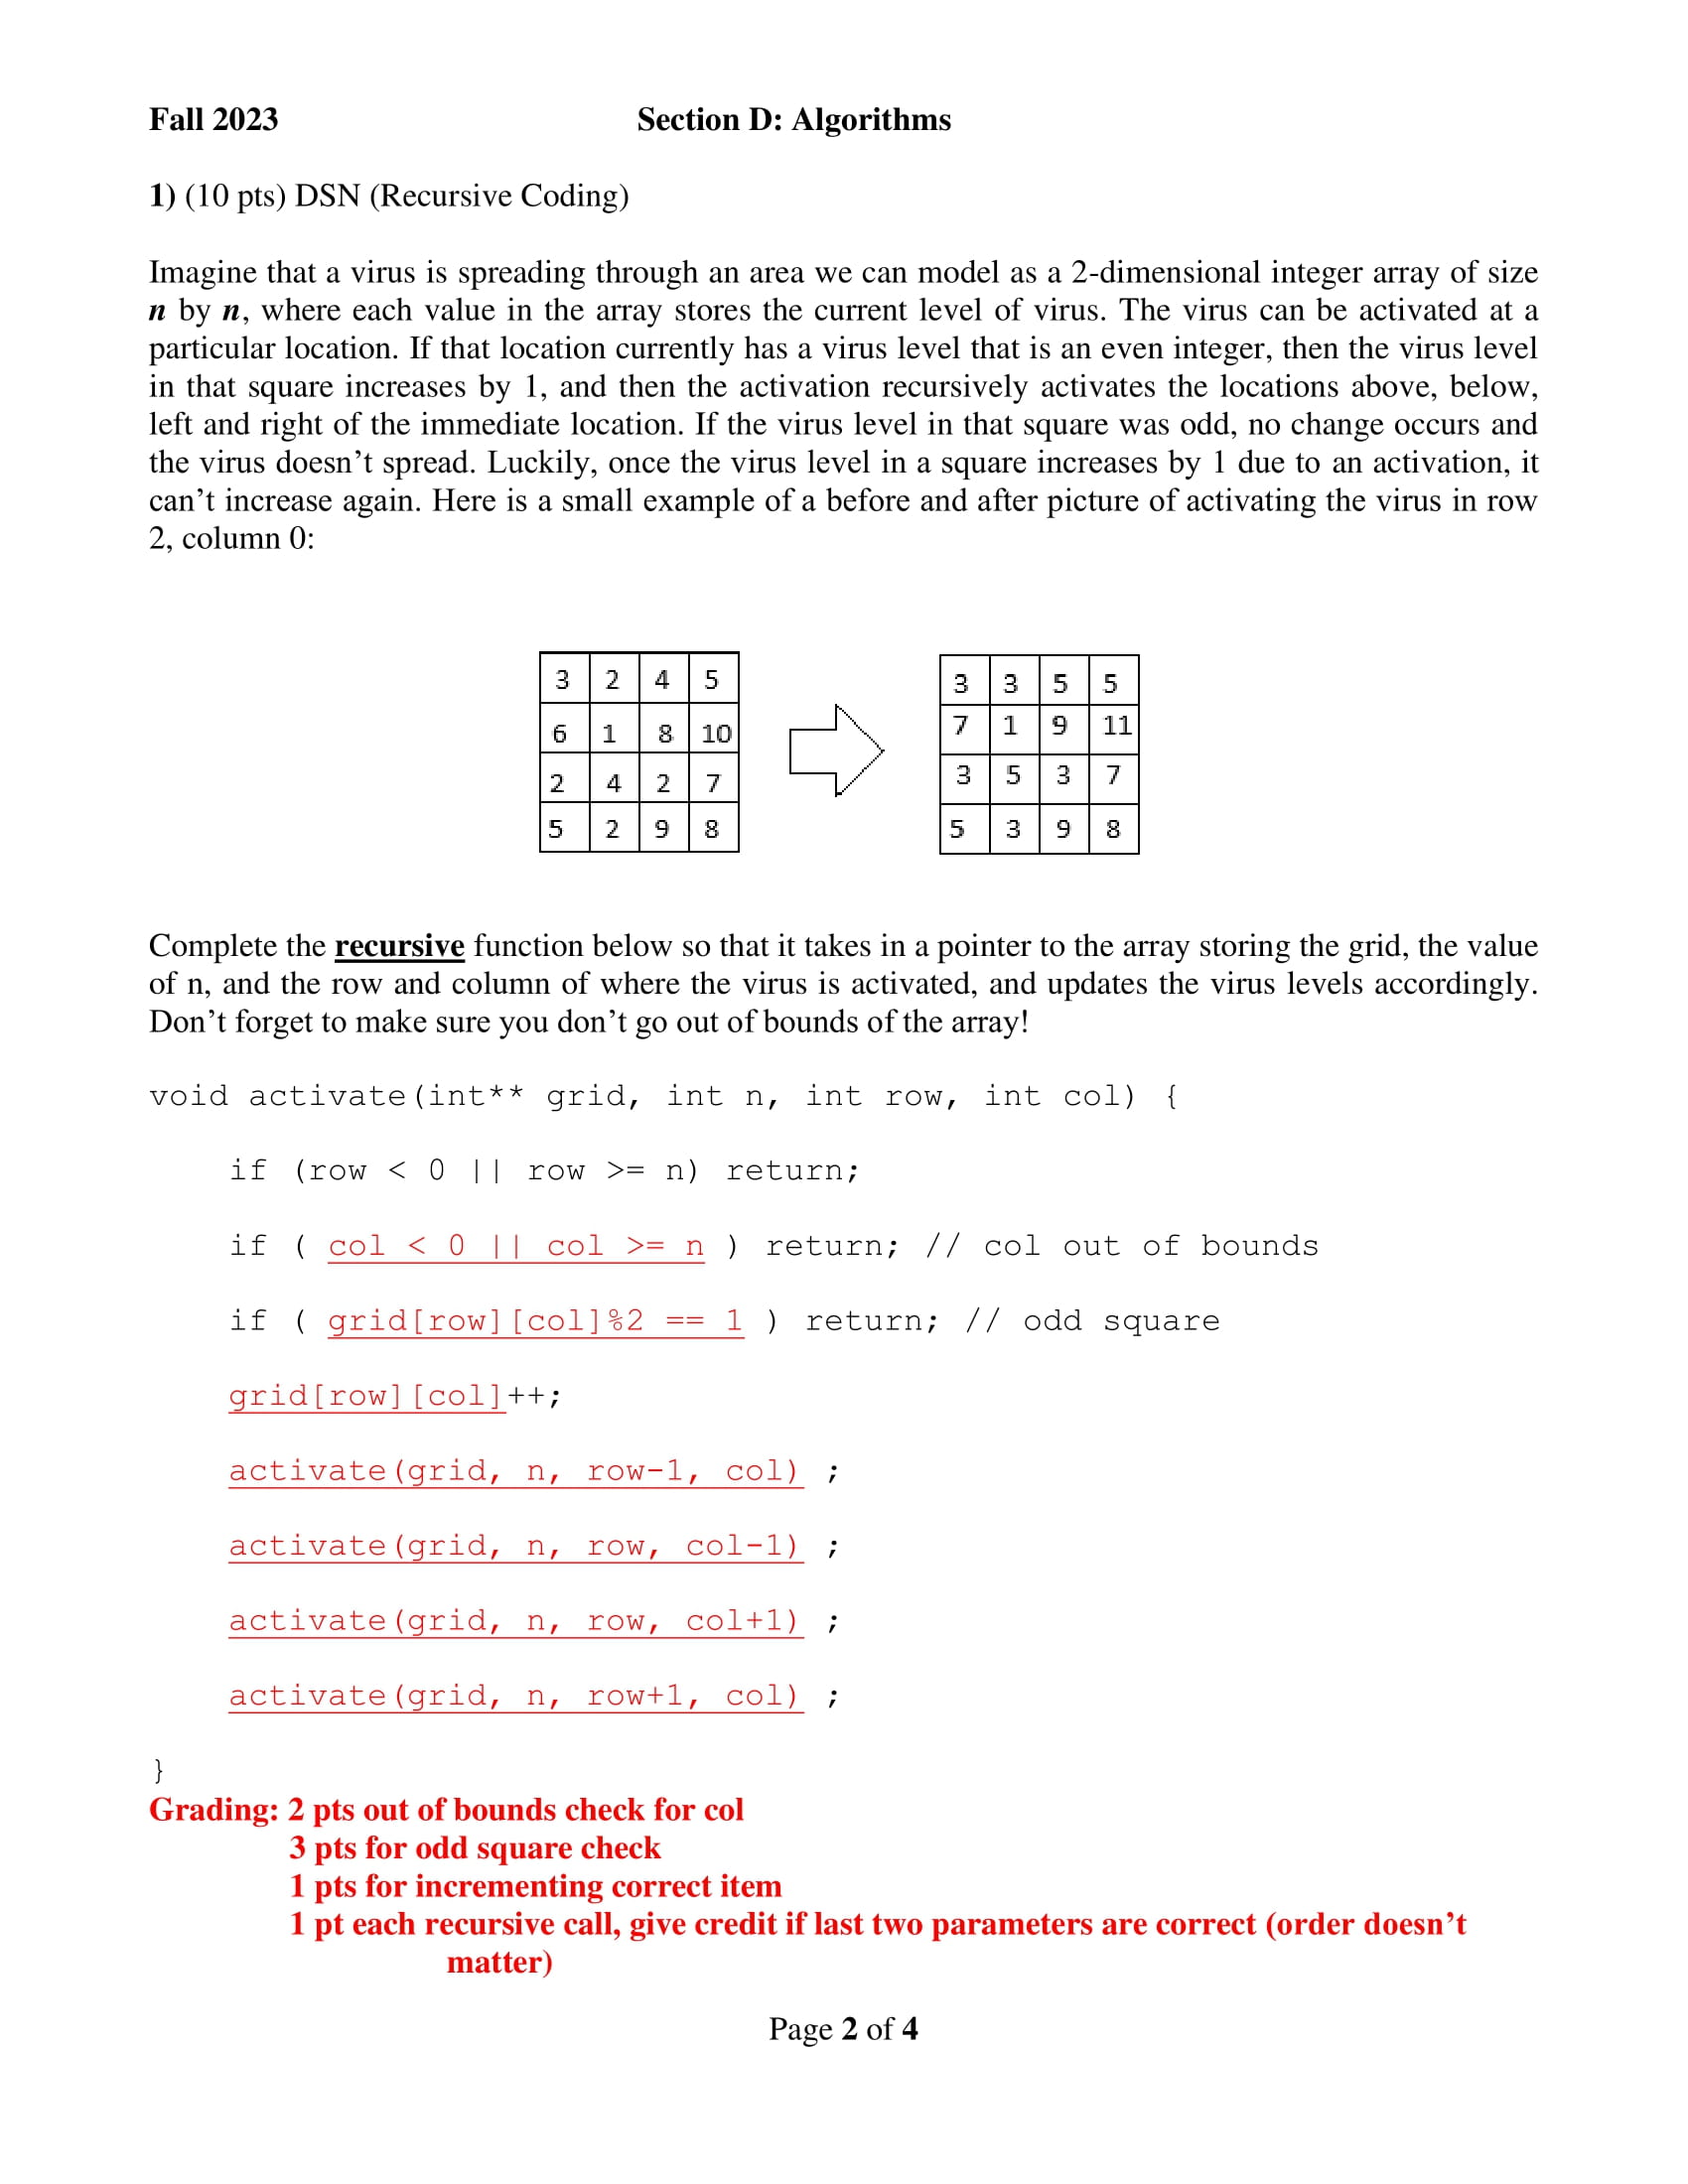 Fall 2023 Section D: Algorithms
1) (10 pts) DSN (Recursive Coding)
Imagine that a virus is spreading through an area we can model as a 2-dimensional integer array of size
n by n, where each value in the array stores the current level of virus. The virus can be activated at a
particular location. If that location currently has a virus level that is an even integer, then the virus level
in that square increases by 1, and then the activation recursively activates the locations above, below,
left and right of the immediate location. If the virus level in that square was odd, no change occurs and
the virus doesn’t spread. Luckily, once the virus level in a square increases by 1 due to an activation, it
can’t increase again. Here is a small example of a before and after picture of activating the virus in row
2, column 0:
3 2 4 5
6 1 8 10
2 4 2 7
5 2 9 8
3 3 5 5
7 1 9 11
3 5 3 7
5 3 9 8
Complete the recursive function below so that it takes in a pointer to the array storing the grid, the value
of n, and the row and column of where the virus is activated, and updates the virus levels accordingly.
Don’t forget to make sure you don’t go out of bounds of the array!
void activate(int** grid, int n, int row, int col) {
if (row < 0 || row >= n) return;
if ( col < 0 || col >= n ) return; // col out of bounds
if ( grid[row][col]%2 == 1 ) return; // odd square
grid[row][col]++;
activate(grid, n, row-1, col) ;
activate(grid, n, row, col-1) ;
activate(grid, n, row, col+1) ;
activate(grid, n, row+1, col) ;
}
Grading: 2 pts out of bounds check for col
3 pts for odd square check
1 pts for incrementing correct item
1 pt each recursive call, give credit if last two parameters are correct (order doesn’t
matter)
Page 2 of 4